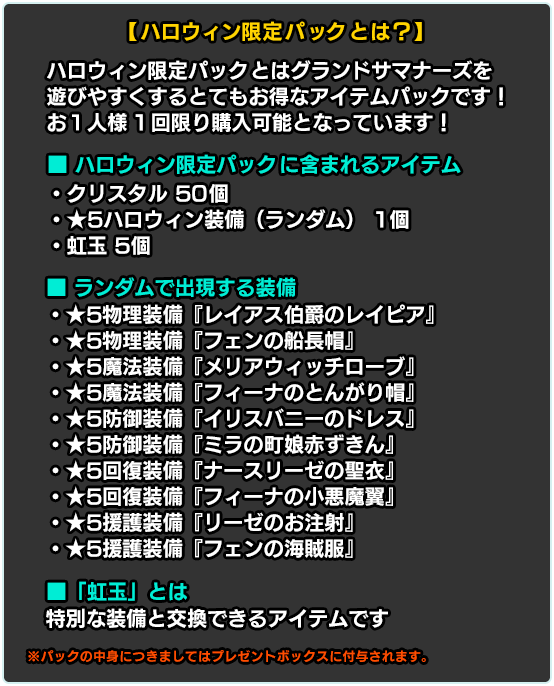 【ハロウィン限定パックとは？】
ハロウィン限定パックとはグランドサマナーズを
遊びやすくするとてもお得なアイテムパックです！
お１人様１回限り購入可能となっています！
■ ハロウィン限定パックに含まれるアイテム
・クリスタル 50個
・★5ハロウィン装備（ランダム） 1個
・虹玉 5個
■ ランダムで出現する装備
・★5物理装備『レイアス伯爵のレイピア』
・★5物理装備『フェンの船長帽』
・★5魔法装備『メリアウィッチローブ』
・★5魔法装備『フィーナのとんがり帽』
・★5防御装備『イリスバニーのドレス』
・★5防御装備『ミラの町娘赤ずきん』
・★5回復装備『ナースリーゼの聖衣』
・★5回復装備『フィーナの小悪魔翼』
・★5援護装備『リーゼのお注射』
・★5援護装備『フェンの海賊服』
■「虹玉」とは
特別な装備と交換できるアイテムです
※パックの中身につきましてはプレゼントボックスに付与されます。